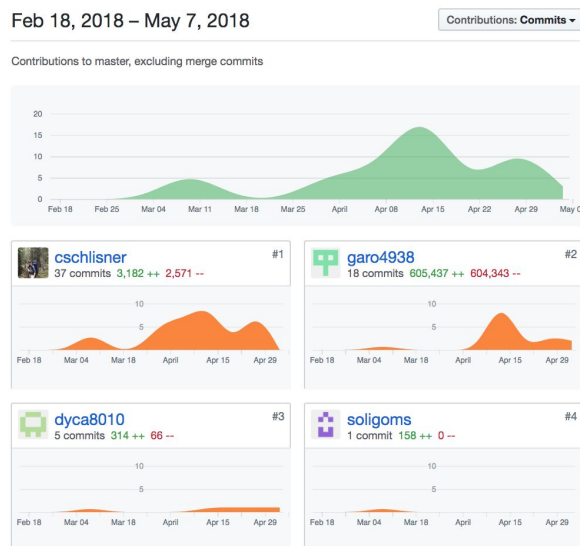 Feb 18, 2018 – May 7, 2018
Contributions: Commits
Contributions to master, excluding merge commits
20
15
10
5
0
Feb 18 Feb 25 Mar 04 Mar 11 Mar 18 Mar 25 April Apr 08 Apr 15 Apr 22 Apr 29 May 0
cschlisner #1
37 commits 3,182 ++ 2,571 --
10
5
Feb 18 Mar 04 Mar 18 April Apr 15 Apr 29
garo4938 #2
18 commits 605,437 ++ 604,343 --
10
5
Feb 18 Mar 04 Mar 18 April Apr 15 Apr 29
dyca8010 #3
5 commits 314 ++ 66 --
10
5
Feb 18 Mar 04 Mar 18 April Apr 15 Apr 29
soligoms #4
1 commit 158 ++ 0 --
10
5
Feb 18 Mar 04 Mar 18 April Apr 15 Apr 29